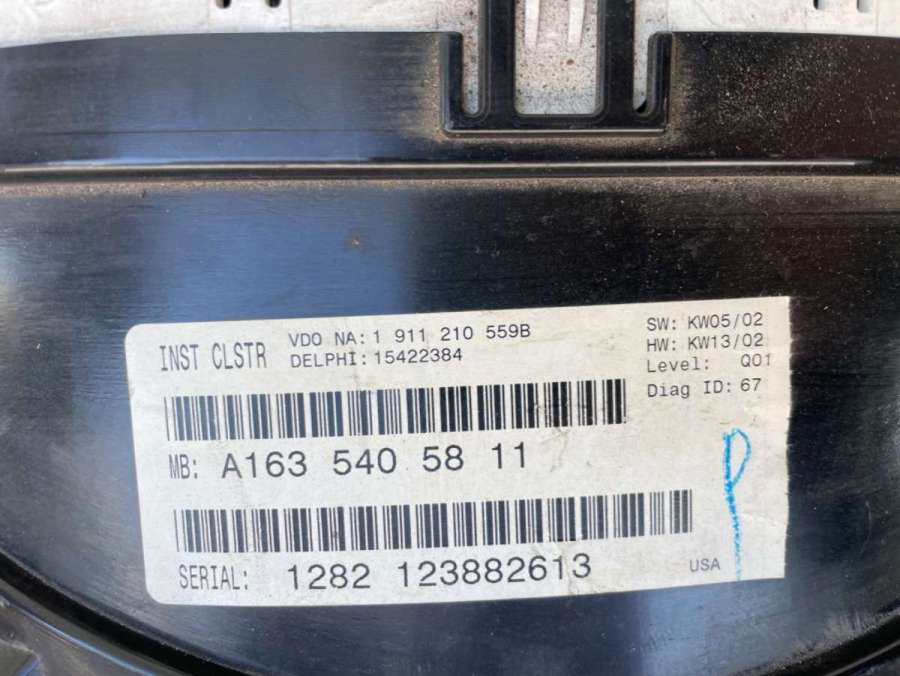 INST CLSTR
VDO NA: 1 911 210 559B
DELPHI: 15422384
SW: KW05/02
HW: KW13/02
Level: Q01
Diag ID: 67
MB: A163 540 58 11
SERIAL: 1282 123882613
USA